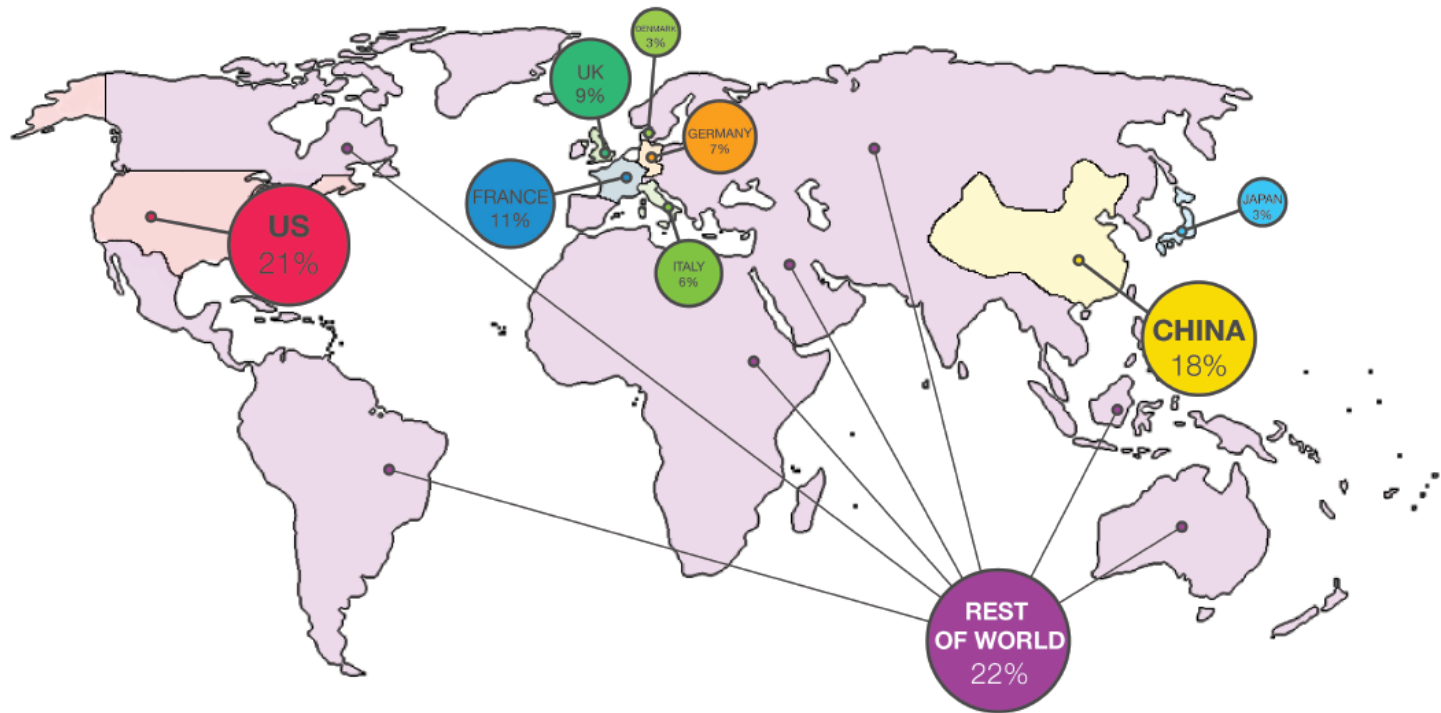 DENMARK
3%
UK
9%
GERMANY
7%
FRANCE
11%
JAPAN
3%
US
21%
ITALY
6%
CHINA
18%
REST
OF WORLD
22%